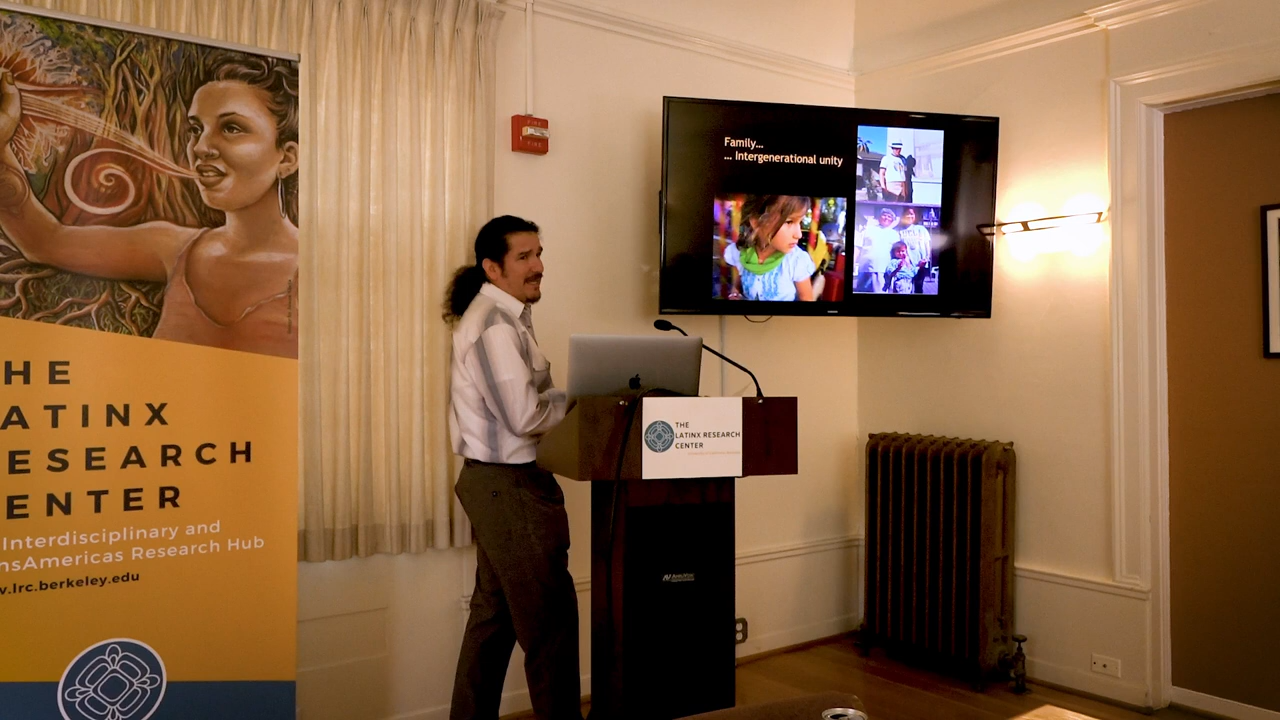 HE
ATINX
ESEARCH
ENTER
Interdisciplinary and
nsAmericas Research Hub
.lrc.berkeley.edu
FIRE
Family...
... Intergenerational unity
THE
LATINX RESEARCH
CENTER